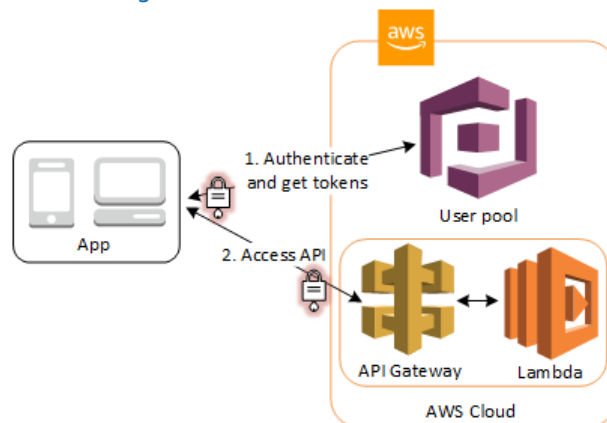 aws
1. Authenticate
and get tokens
User pool
App
2. Access API
API Gateway
Lambda
AWS Cloud